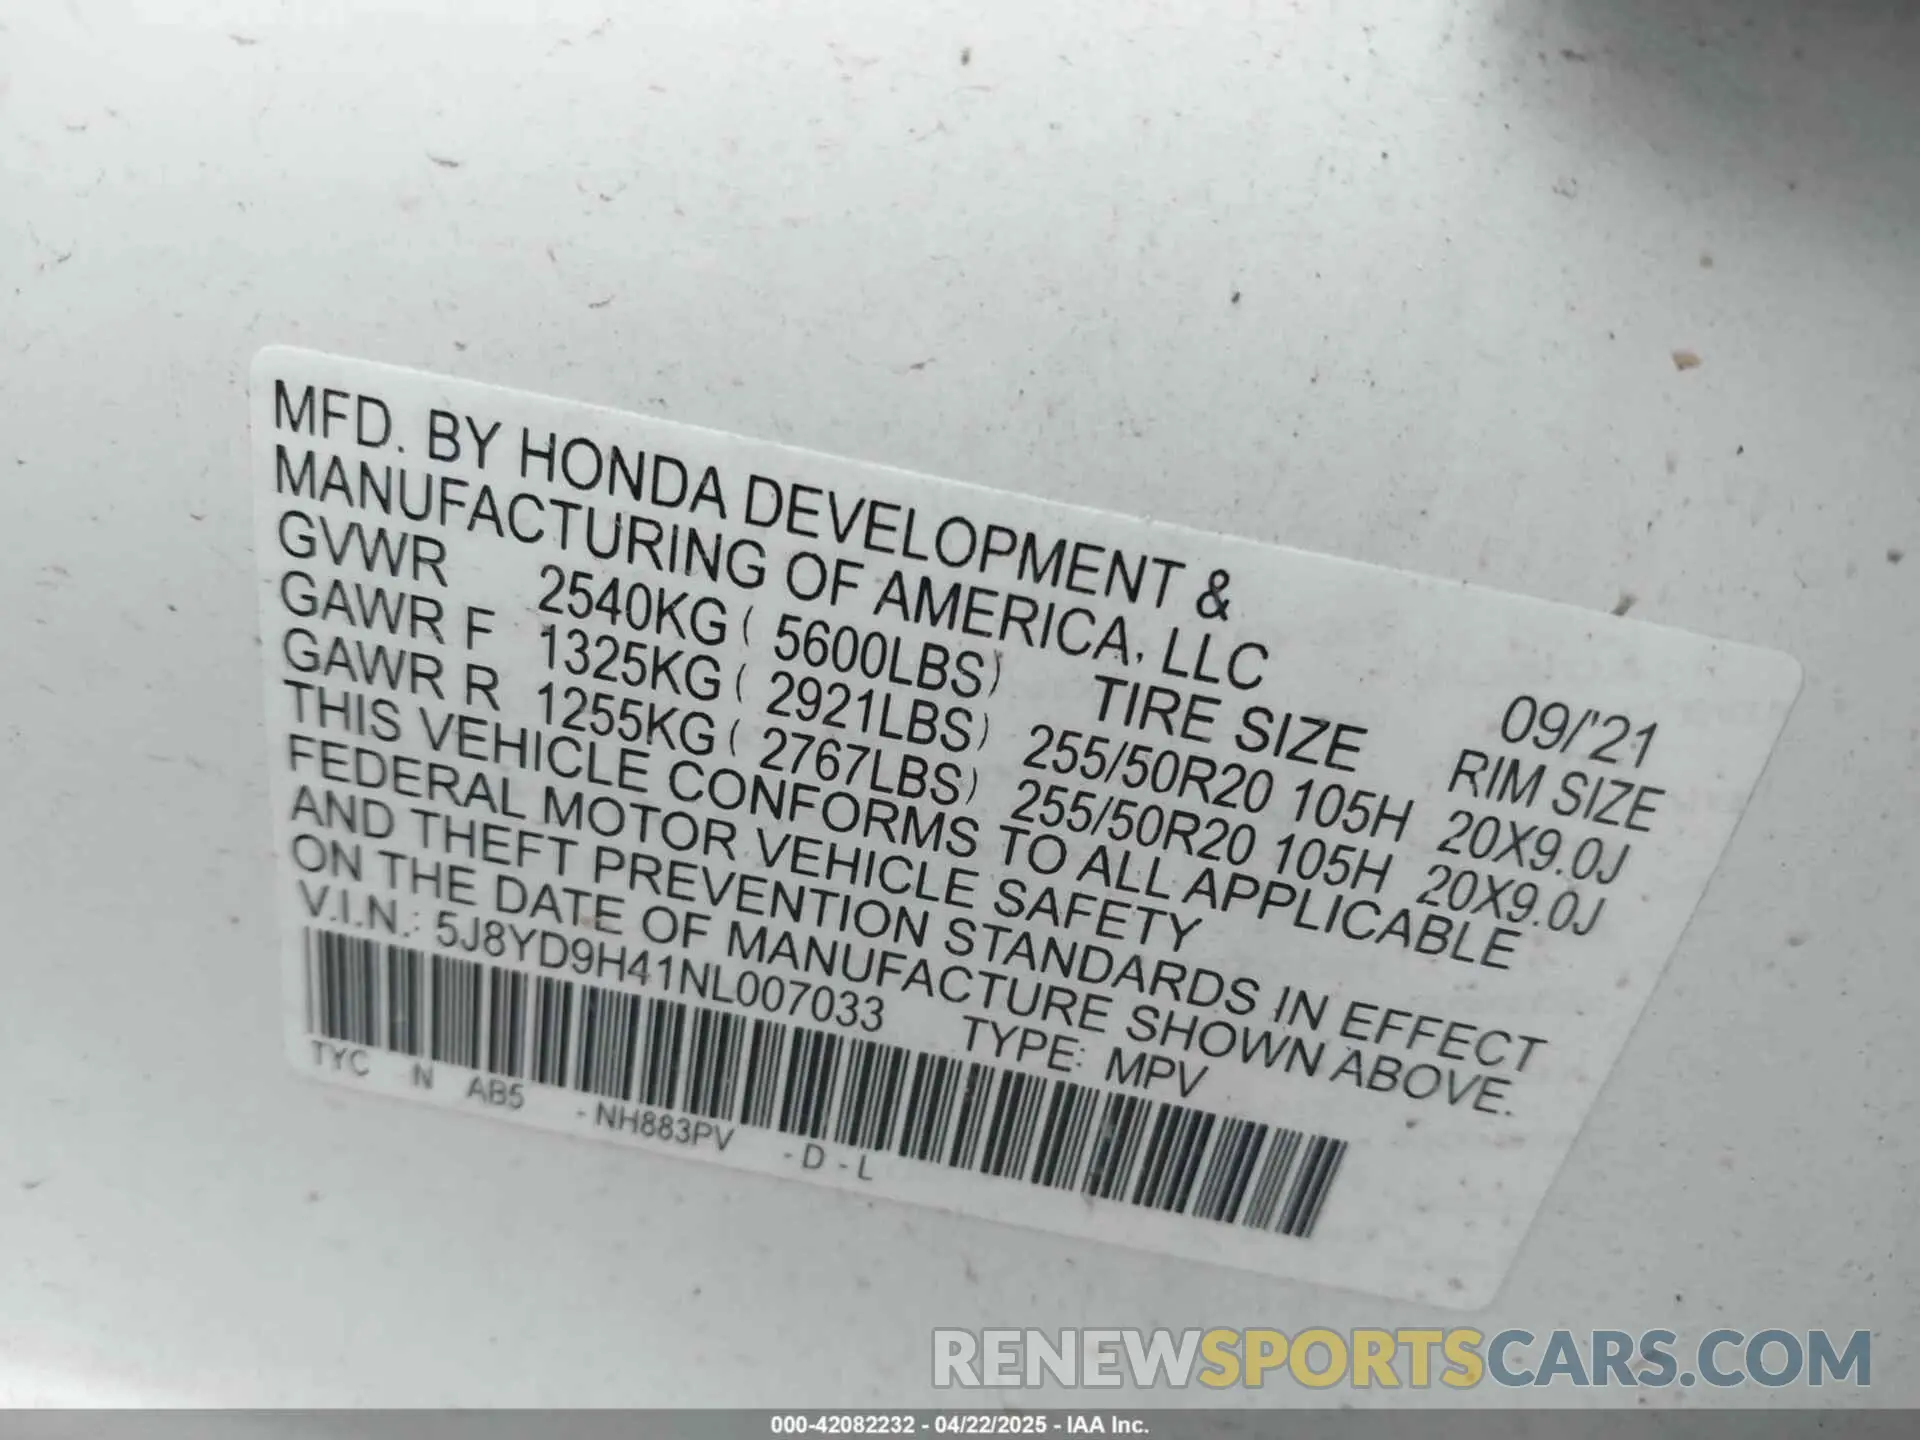 MFD. BY HONDA DEVELOPMENT &
MANUFACTURING OF AMERICA, LLC 09/'21
GVWR 2540KG ( 5600LBS) TIRE SIZE RIM SIZE
GAWR F 1325KG ( 2921LBS) 255/50R20 105H 20X9.0J
GAWR R 1255KG ( 2767LBS) 255/50R20 105H 20X9.0J
THIS VEHICLE CONFORMS TO ALL APPLICABLE
FEDERAL MOTOR VEHICLE SAFETY
AND THEFT PREVENTION STANDARDS IN EFFECT
ON THE DATE OF MANUFACTURE SHOWN ABOVE.
V.I.N.: 5J8YD9H41NL007033 TYPE: MPV
TYC N AB5 - NH883PV - D - L
RENEWSPORTSCARS.COM
000-42082232 - 04/22/2025 - IAA Inc.